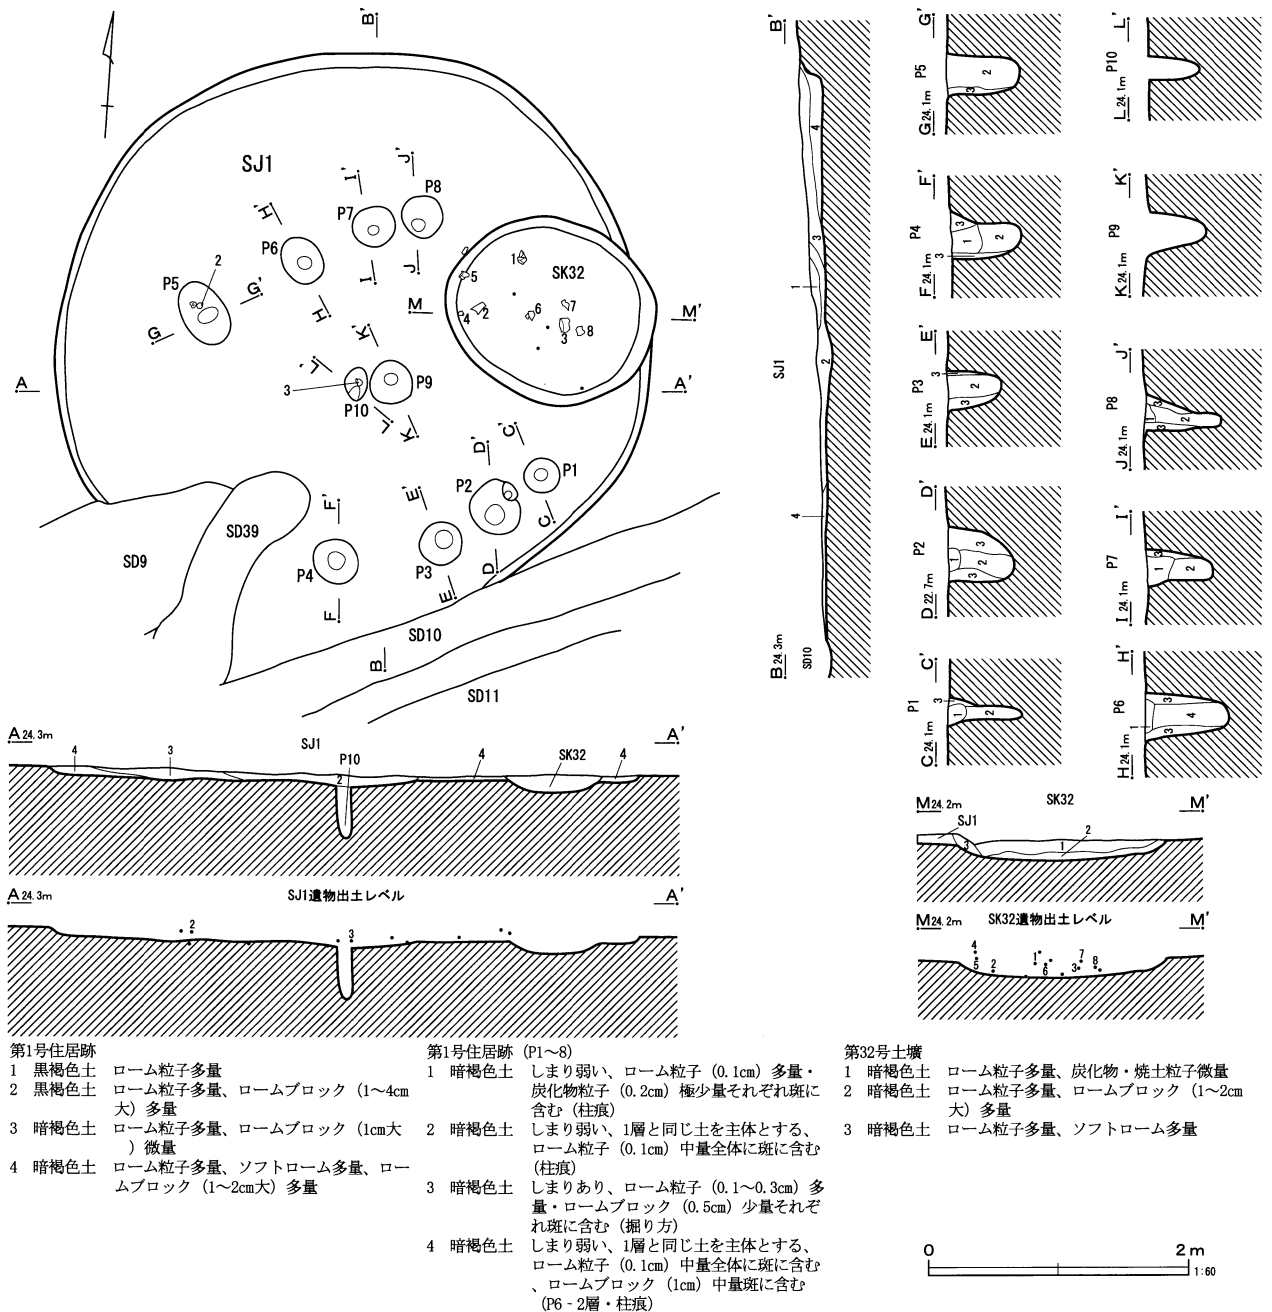 B'
SJ1
P5
2
G
G'
P6
H'
H
P7
I'
I
P8
J'
J
SK32
1
5
4
2
6
7
3
8
M
M'
A
A'
K'
K
P9
L'
L
3
P10
P1
C'
C
P2
D'
D
P3
E'
E
P4
F'
F
SD9
SD39
SD10
SD11
B
B'
4
3
1
2
SJ1
4
B 24.3m
SD10
G'
P5
2
3
G 24.1m
F'
P4
3
1
2
3
F 24.1m
E'
P3
3
2
3
E 24.1m
D'
P2
3
1
2
3
D 22.7m
C'
P1
3
1
2
C 24.1m
L'
P10
L 24.1m
K'
P9
K 24.1m
J'
P8
3
1
2
3
J 24.1m
I'
P7
3
1
2
I 24.1m
H'
P6
3
4
1
3
H 24.1m
A 24.3m
SJ1
A'
4
3
P10
2
4
SK32
4
A 24.3m
SJ1遺物出土レベル
A'
2
3
M 24.2m
SK32
M'
SJ1
3
1
2
M 24.2m
SK32遺物出土レベル
M'
4
5
2
1
6
3
7
8
第1号住居跡
1 黒褐色土 ローム粒子多量
2 黒褐色土 ローム粒子多量、ロームブロック(1〜4cm
大)多量
3 暗褐色土 ローム粒子多量、ロームブロック(1cm大
)微量
4 暗褐色土 ローム粒子多量、ソフトローム多量、ロー
ムブロック(1〜2cm大)多量
第1号住居跡(P1〜8)
1 暗褐色土 しまり弱い、ローム粒子(0.1cm)多量・
炭化物粒子(0.2cm)極少量それぞれ斑に
含む(柱痕)
2 暗褐色土 しまり弱い、1層と同じ土を主体とする、
ローム粒子(0.1cm)中量全体に斑に含む
(柱痕)
3 暗褐色土 しまりあり、ローム粒子(0.1〜0.3cm)多
量・ロームブロック(0.5cm)少量それぞ
れ斑に含む(掘り方)
4 暗褐色土 しまり弱い、1層と同じ土を主体とする、
ローム粒子(0.1cm)中量全体に斑に含む
、ロームブロック(1cm)中量斑に含む
(P6‐2層・柱痕)
第32号土壙
1 暗褐色土 ローム粒子多量、炭化物・焼土粒子微量
2 暗褐色土 ローム粒子多量、ロームブロック(1〜2cm
大)多量
3 暗褐色土 ローム粒子多量、ソフトローム多量
0 2m
1:60